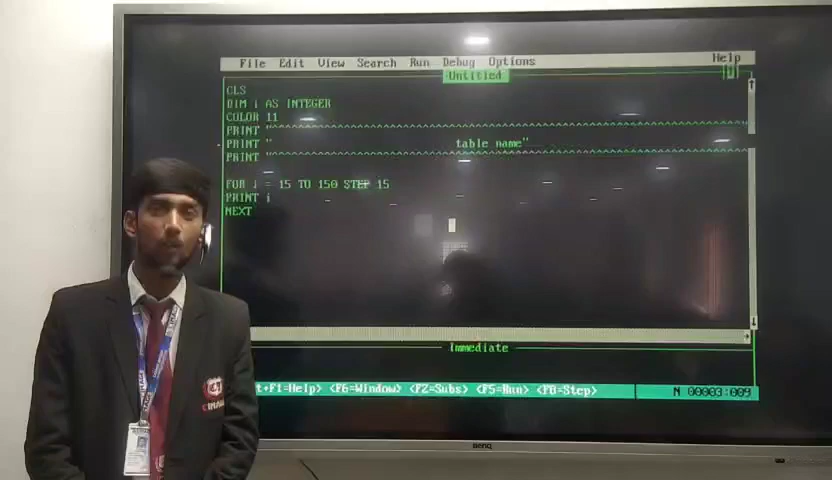 File Edit View Search Run Debug Options Help
Untitled
CLS
DIM i AS INTEGER
COLOR 11
PRINT "^^^^^^^^^^^^^^^^^^^^^^^^^^^^^^^^^^^^^^^^^^^^^^^^^^^^^^^^^^^^^^^^^^^^^^^^
PRINT " table name"
PRINT "^^^^^^^^^^^^^^^^^^^^^^^^^^^^^^^^^^^^^^^^^^^^^^^^^^^^^^^^^^^^^^^^^^^^^^^^
FOR i = 15 TO 150 STEP 15
PRINT i
NEXT
Immediate
t+F1=Help> <F6=Window> <F2=Subs> <F5=Run> <F8=Step> N 00003:009
BenQ